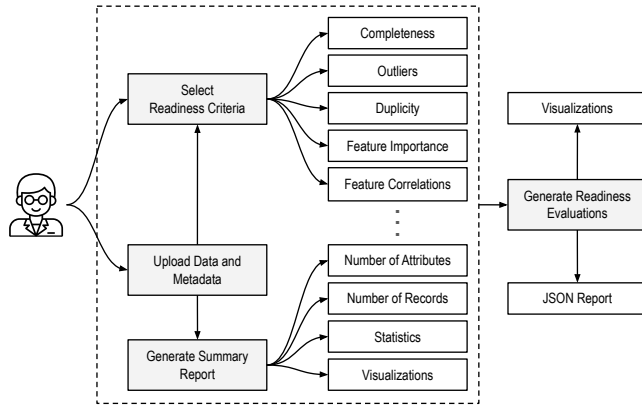 Completeness
Outliers
Duplicity
Feature Importance
Feature Correlations
Select
Readiness Criteria
Upload Data and
Metadata
Generate Summary
Report
Number of Attributes
Number of Records
Statistics
Visualizations
Visualizations
Generate Readiness
Evaluations
JSON Report